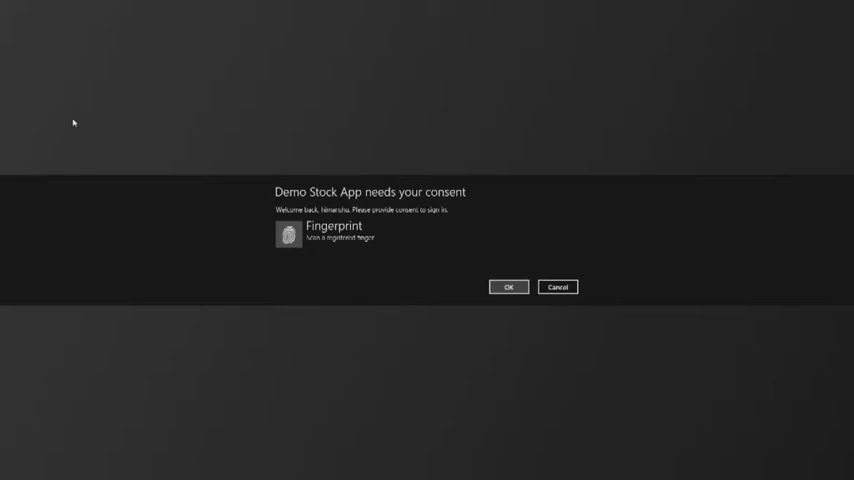 Demo Stock App needs your consent
Welcome back, himanshu. Please provide consent to sign in.
Fingerprint
Scan a registered finger
OK
Cancel